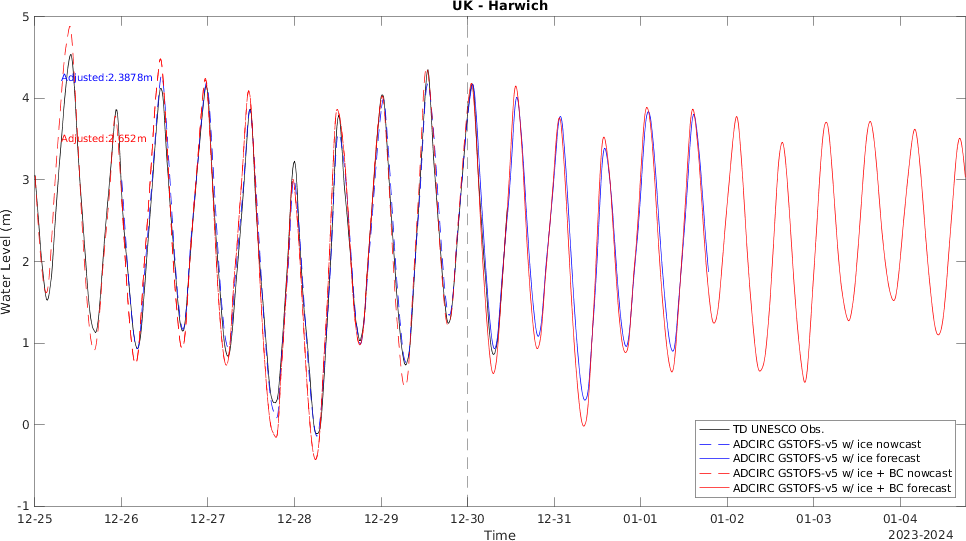 UK - Harwich
5
4
3
2
1
0
-1
Water Level (m)
Adjusted:2.3878m
Adjusted:2.552m
TD UNESCO Obs.
ADCIRC GSTOFS-v5 w/ ice nowcast
ADCIRC GSTOFS-v5 w/ ice forecast
ADCIRC GSTOFS-v5 w/ ice + BC nowcast
ADCIRC GSTOFS-v5 w/ ice + BC forecast
12-25 12-26 12-27 12-28 12-29 12-30 12-31 01-01 01-02 01-03 01-04
Time
2023-2024